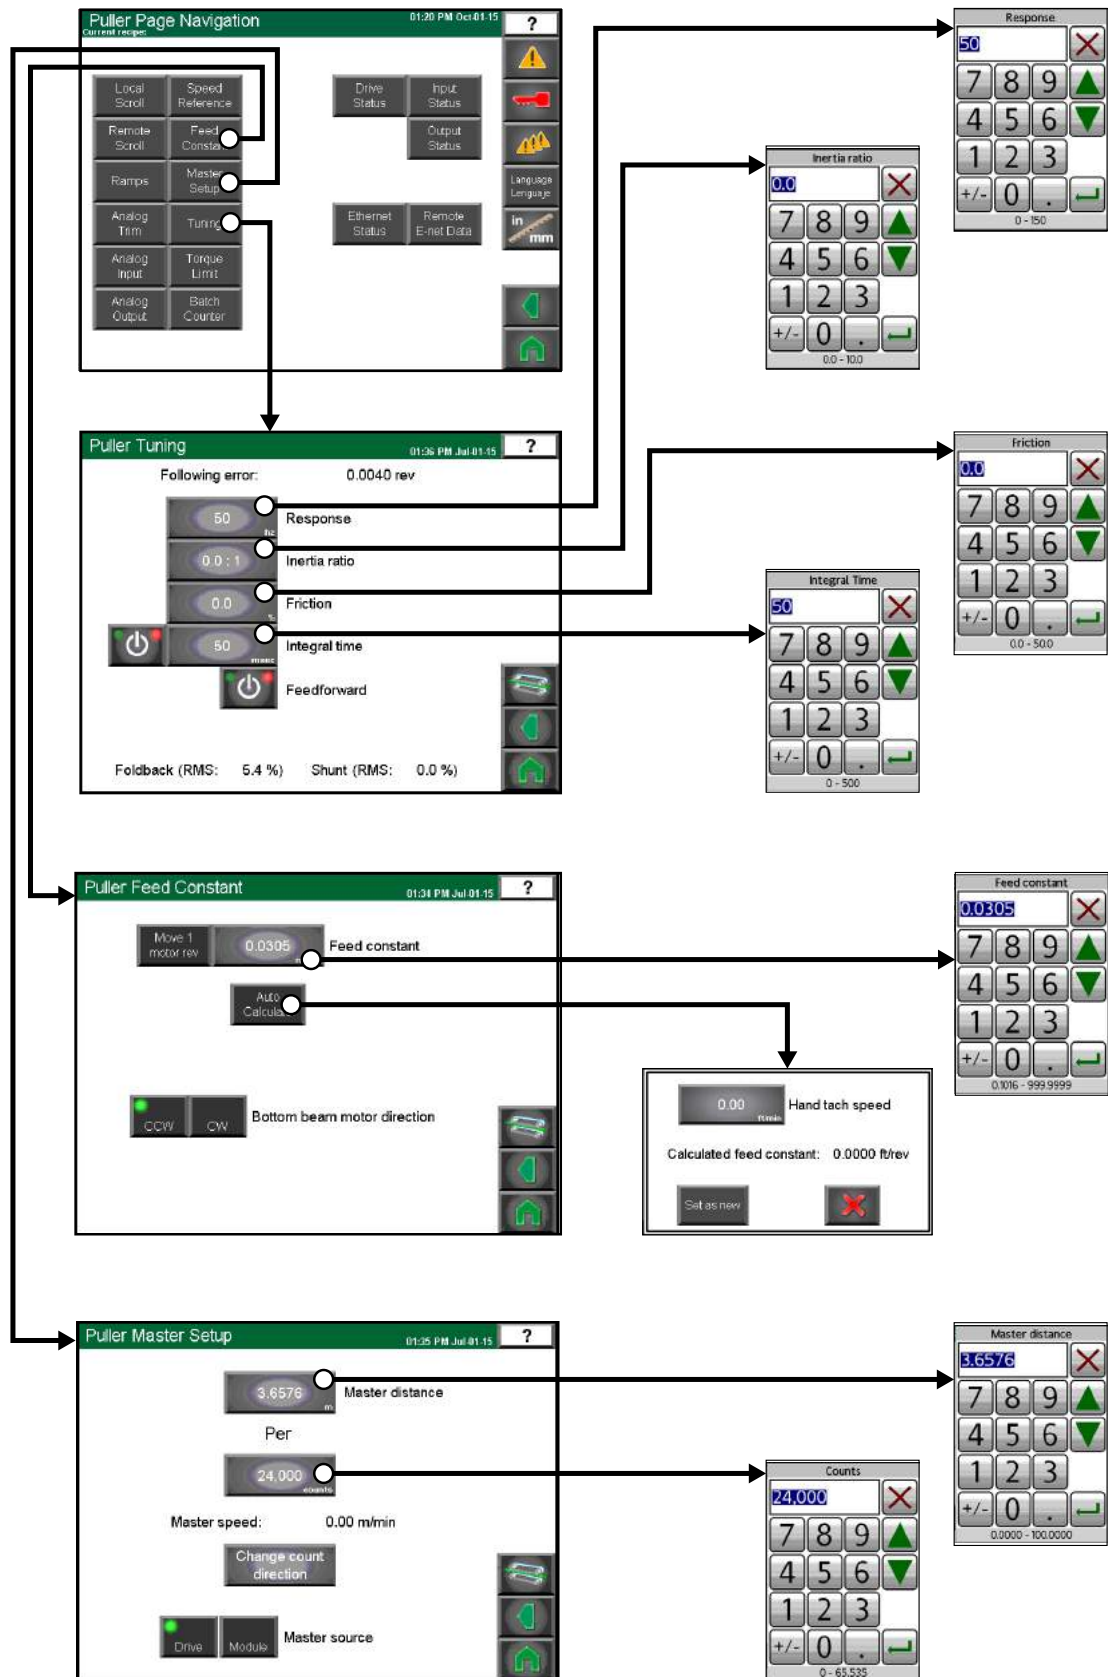 Puller Page Navigation
01:20 PM Oct-01-15
?
Current recipe:
Local
Scroll
Speed
Reference
Drive
Status
Input
Status
Remote
Scroll
Feed
Output
Status
Ramps
Master
Setup
Language
Lenguaje
Analog
Trim
Tuning
Ethernet
Status
Remote
E-net Data
in
mm
Analog
Input
Torque
Limit
Analog
Output
Batch
Counter
Response
50
7 8 9
4 5 6
1 2 3
+/- 0 .
0 - 150
Inertia ratio
0.0
7 8 9
4 5 6
1 2 3
+/- 0 .
0.0 - 10.0
Puller Tuning
01:36 PM Jul-01-15
?
Following error: 0.0040 rev
50
hz
Response
0.0 : 1
Inertia ratio
0.0
%
Friction
50
msec
Integral time
Feedforward
Foldback (RMS: 5.4 %) Shunt (RMS: 0.0 %)
Friction
0.0
7 8 9
4 5 6
1 2 3
+/- 0 .
0.0 - 50.0
Integral Time
50
7 8 9
4 5 6
1 2 3
+/- 0 .
0 - 500
Puller Feed Constant
01:34 PM Jul-01-15
?
Move 1
motor rev
0.0305
Feed constant
Auto
CCW
CW
Bottom beam motor direction
Feed constant
0.0305
7 8 9
4 5 6
1 2 3
+/- 0 .
0.1016 - 999.9999
0.00
ft/min
Hand tach speed
Calculated feed constant: 0.0000 ft/rev
Set as new
Puller Master Setup
01:35 PM Jul-01-15
?
3.6576
m
Master distance
Per
24,000
counts
Master speed: 0.00 m/min
Change count
direction
Drive
Module
Master source
Master distance
3.6576
7 8 9
4 5 6
1 2 3
+/- 0 .
0.0000 - 100.0000
Counts
24,000
7 8 9
4 5 6
1 2 3
+/- 0 .
0 - 65,535